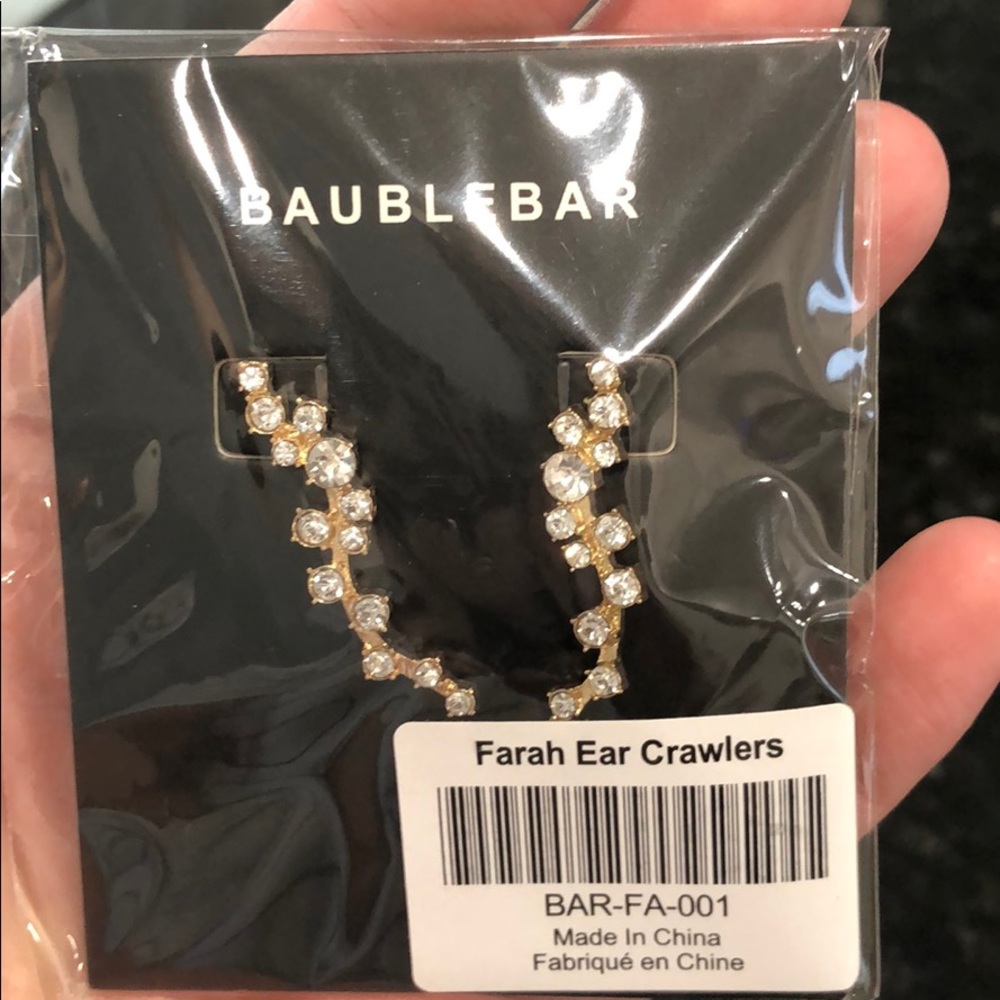 BAUBLEBAR
Farah Ear Crawlers
BAR-FA-001
Made In China
Fabriqué en Chine